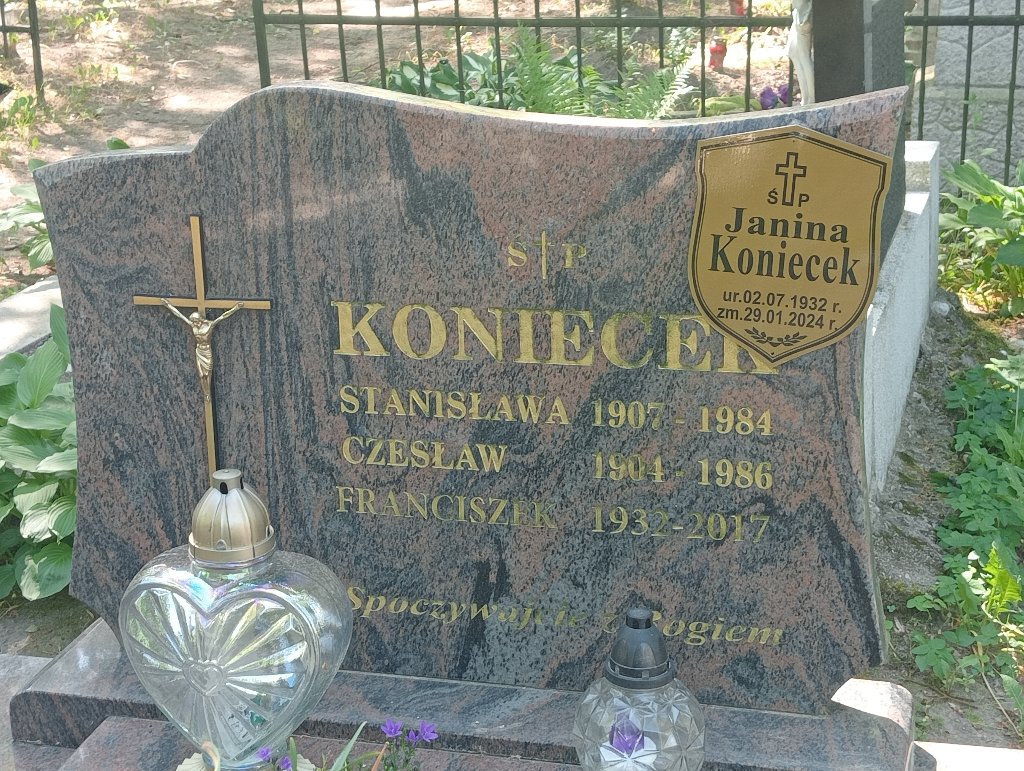 Ś P
KONIECEK
STANISŁAWA 1907 - 1984
CZESŁAW 1904 - 1986
FRANCISZEK 1932-2017
Spoczywajcie z Bogiem
Ś P
Janina
Koniecek
ur.02.07.1932 r.
zm.29.01.2024 r.